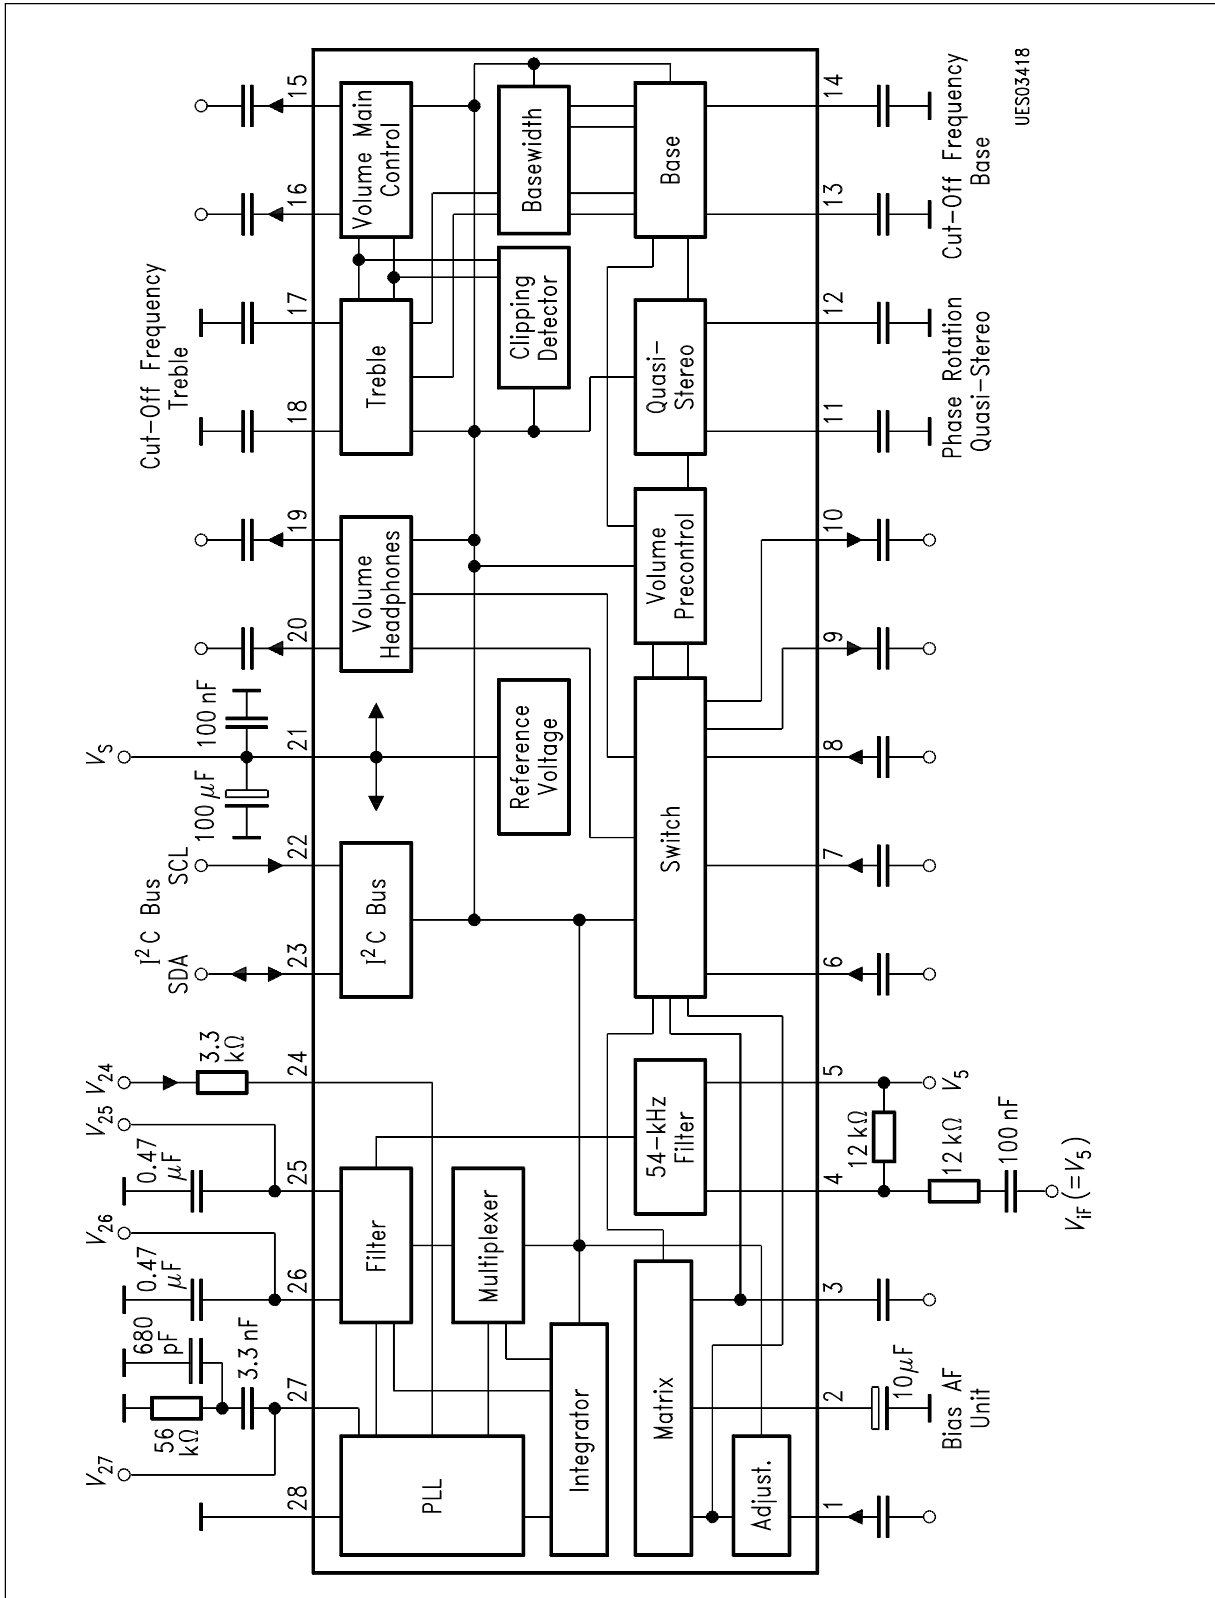 Cut-Off Frequency
Treble
I²C Bus
SDA
SCL
V27
V26
V25
V24
VS
56
kΩ
680
pF
3.3 nF
0.47
µF
0.47
µF
3.3
kΩ
100 µF
100 nF
28
27
26
25
24
23
22
21
20
19
18
17
16
15
PLL
Filter
Multiplexer
Integrator
I²C Bus
Reference
Voltage
Volume
Headphones
Treble
Clipping
Detector
Volume Main
Control
Basewidth
Matrix
Adjust.
54-kHz
Filter
Switch
Volume
Precontrol
Quasi-
Stereo
Base
1
2
3
4
5
6
7
8
9
10
11
12
13
14
10µF
Bias AF
Unit
12 kΩ
12 kΩ
100 nF
V5
ViF (=V5)
Phase Rotation
Quasi-Stereo
Cut-Off Frequency
Base
UES03418